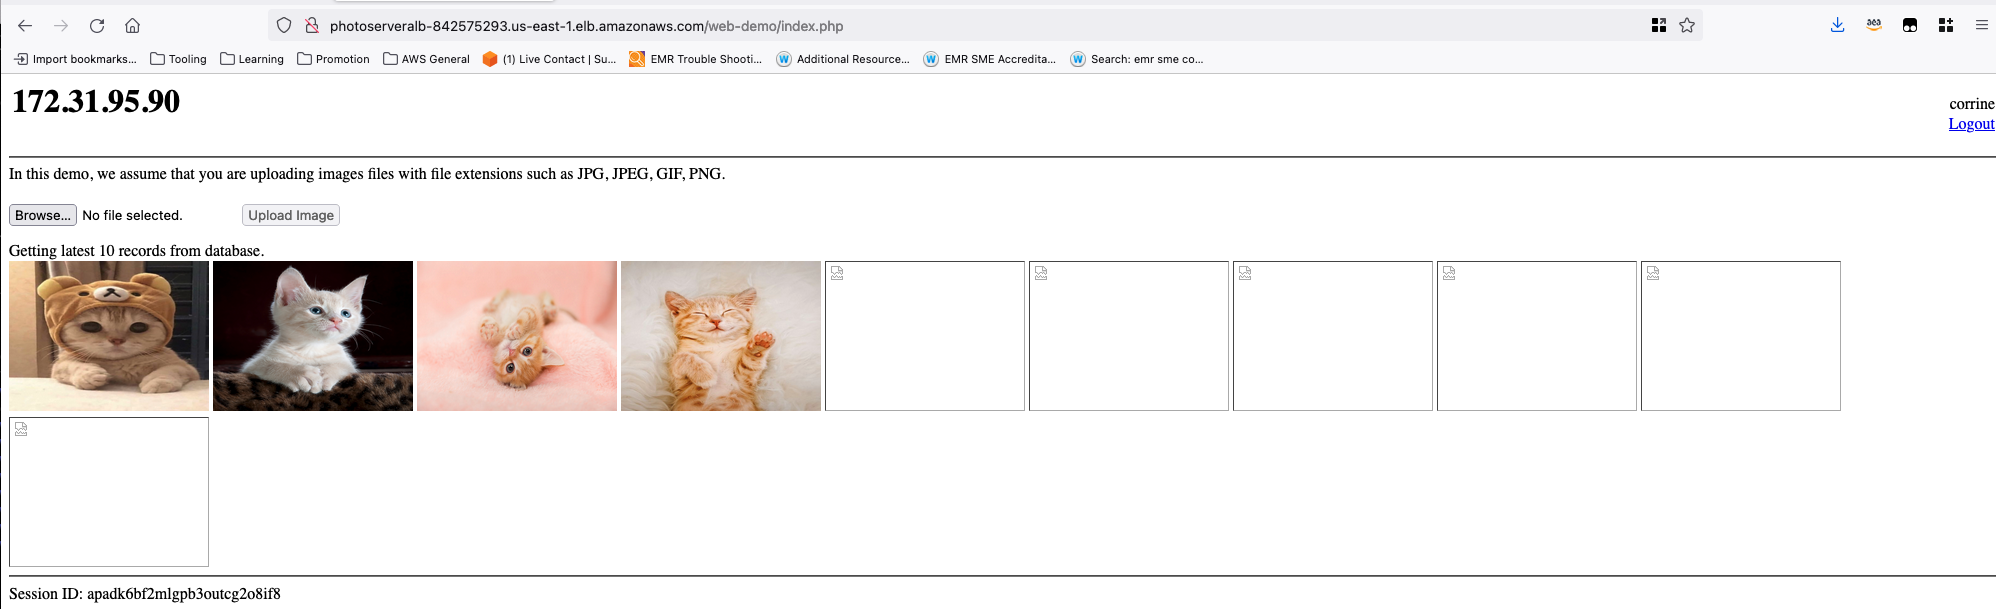 photoserveralb-842575293.us-east-1.elb.amazonaws.com/web-demo/index.php
Import bookmarks... Tooling Learning Promotion AWS General (1) Live Contact | Su... EMR Trouble Shooti... Additional Resource... EMR SME Accredita... Search: emr sme co...
172.31.95.90
corrine
Logout
In this demo, we assume that you are uploading images files with file extensions such as JPG, JPEG, GIF, PNG.
Browse... No file selected. Upload Image
Getting latest 10 records from database.
Session ID: apadk6bf2mlgpb3outcg2o8if8